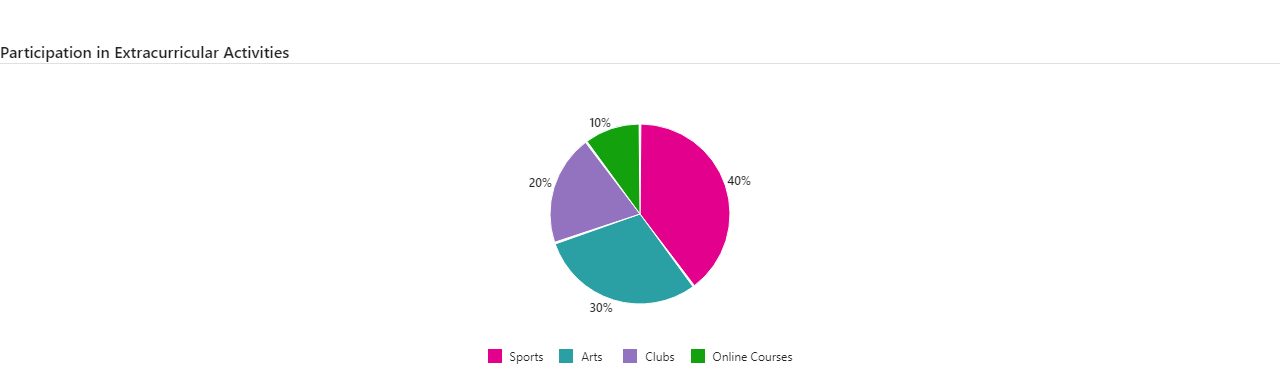 Participation in Extracurricular Activities
10%
40%
20%
30%
Sports Arts Clubs Online Courses